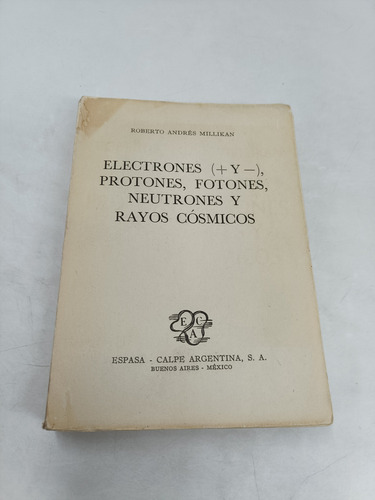 ROBERTO ANDRÉS MILLIKAN
ELECTRONES (+ Y −),
PROTONES, FOTONES,
NEUTRONES Y
RAYOS CÓSMICOS
E C
A
ESPASA - CALPE ARGENTINA, S. A.
BUENOS AIRES - MÉXICO